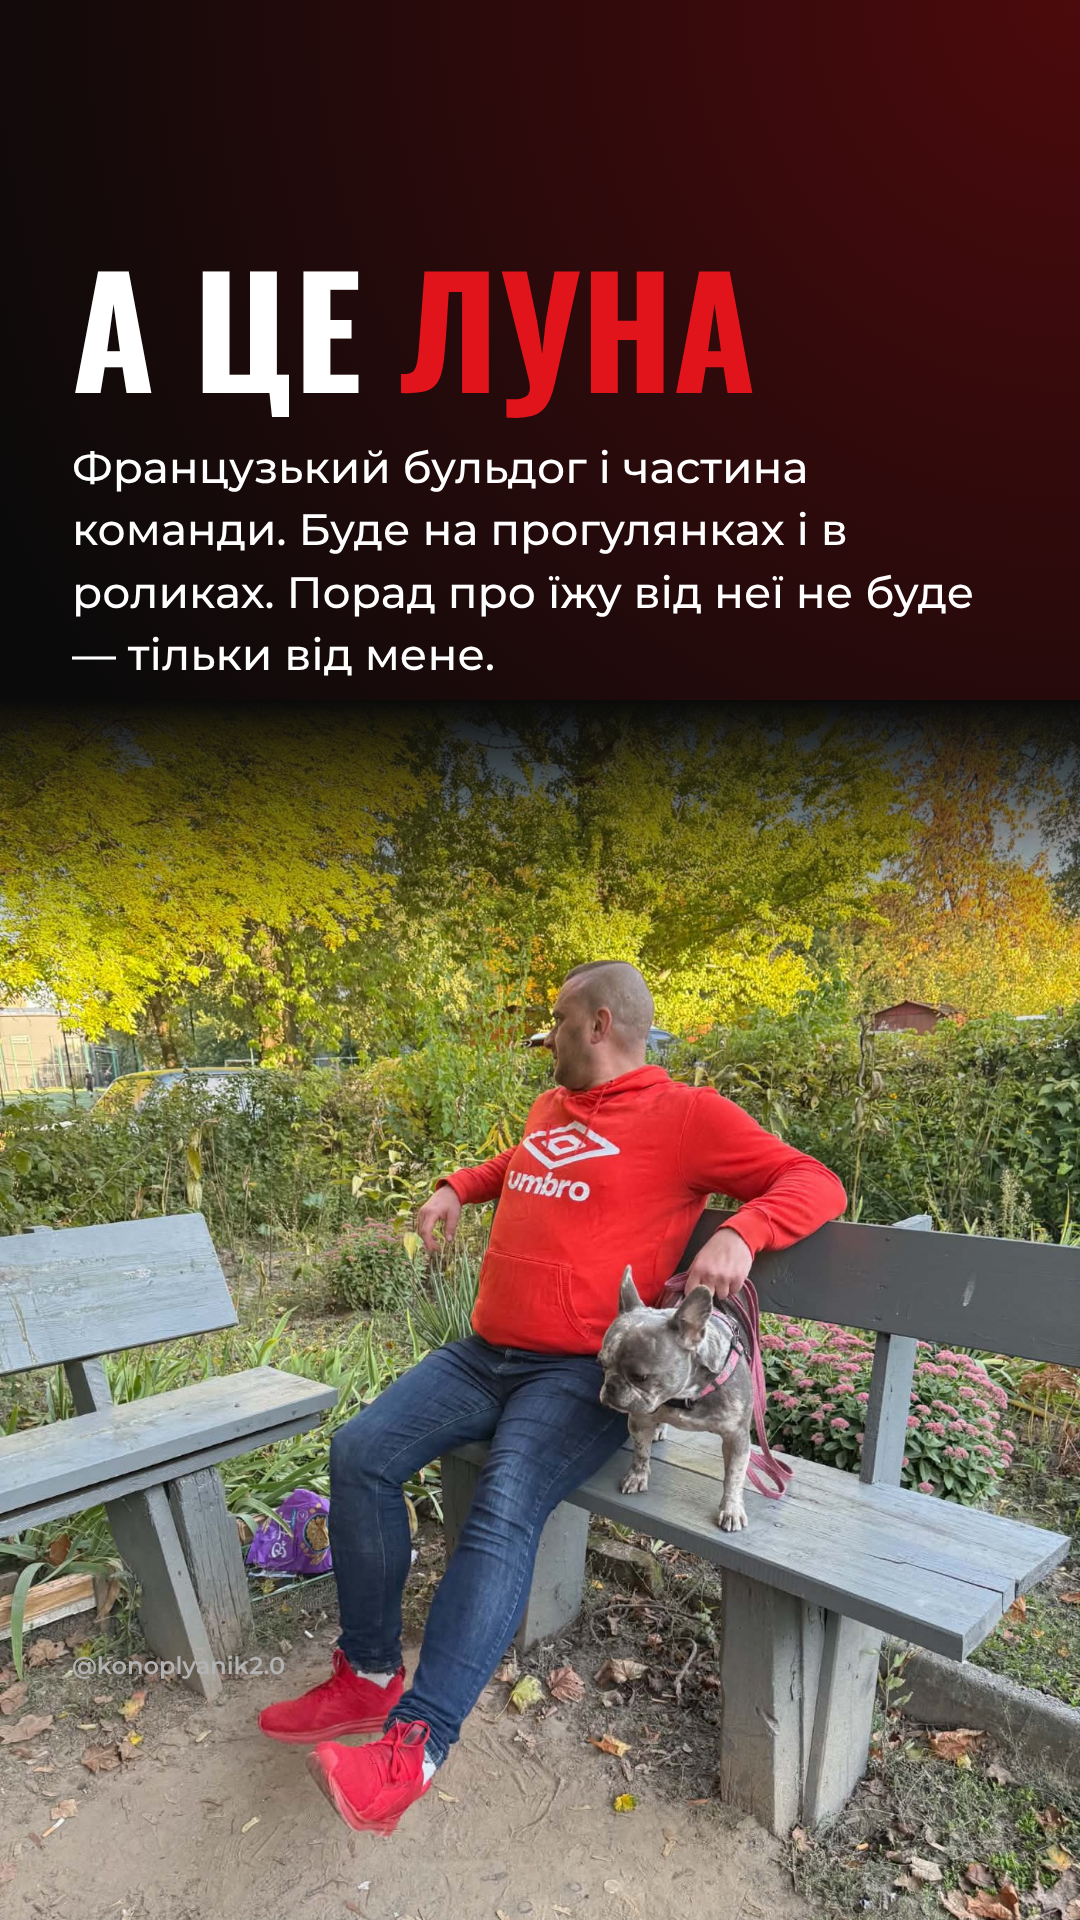 А ЦЕ ЛУНА
Французький бульдог і частина
команди. Буде на прогулянках і в
роликах. Порад про їжу від неї не буде
— тільки від мене.
umbro
@konoplyanik2.0